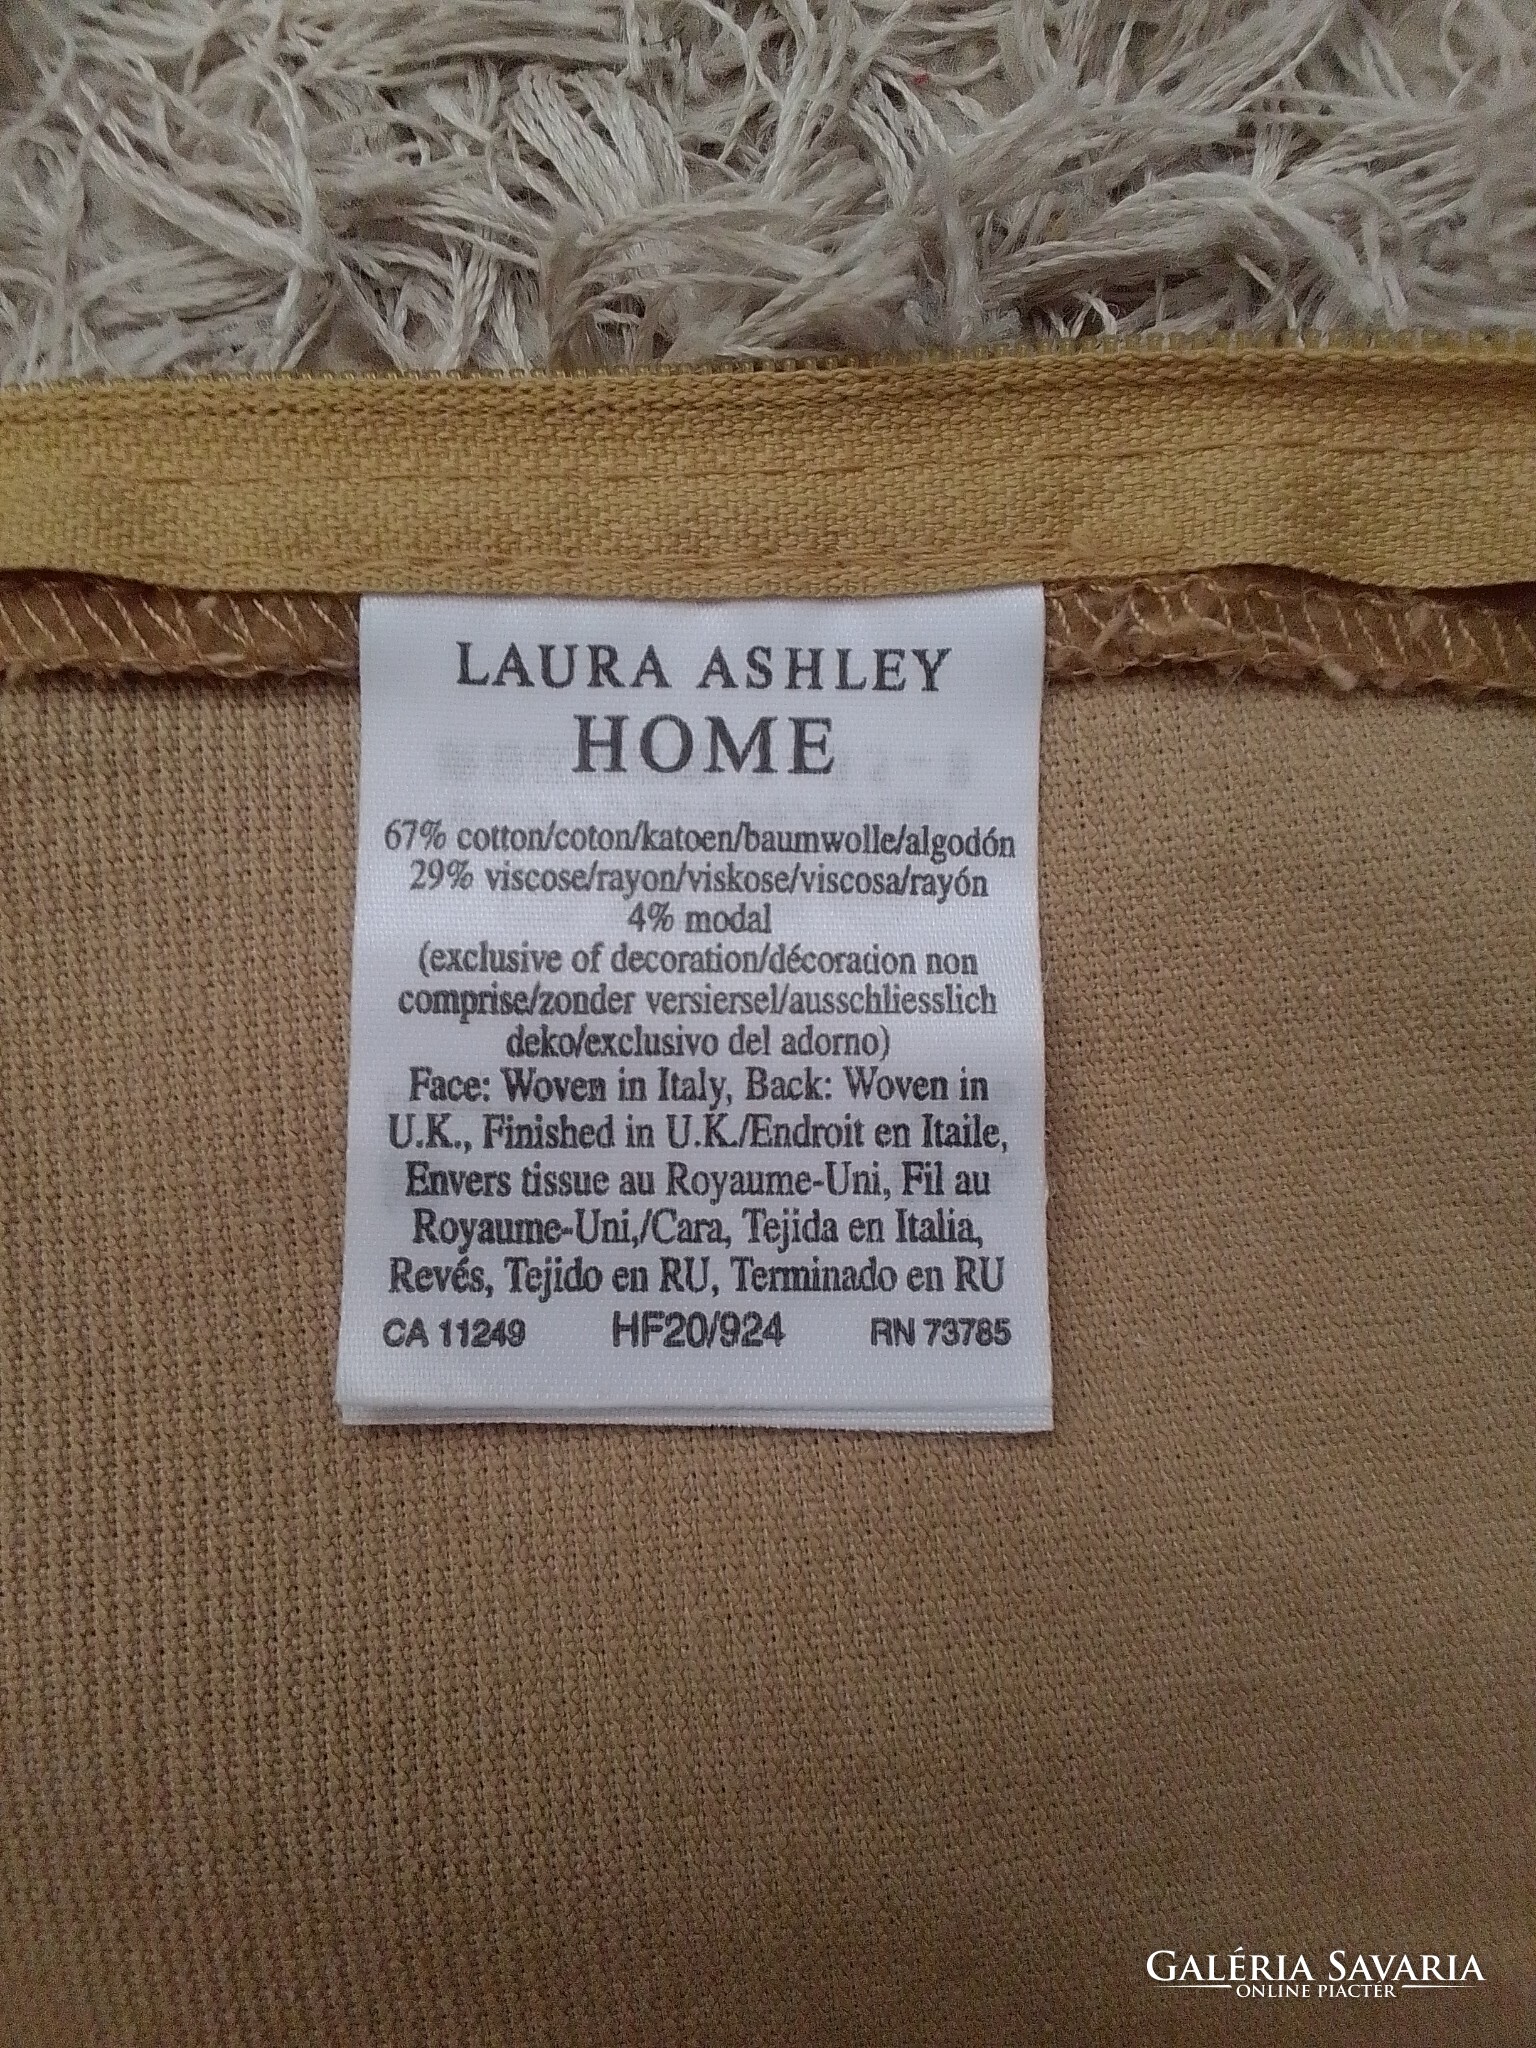 LAURA ASHLEY
HOME
67% cotton/coton/katoen/baumwolle/algodón
29% viscose/rayon/viskose/viscosa/rayón
4% modal
(exclusive of decoration/décoration non
comprise/zonder versiersel/ausschliesslich
deko/exclusivo del adorno)
Face: Woven in Italy, Back: Woven in
U.K., Finished in U.K./Endroit en Itaile,
Envers tissue au Royaume-Uni, Fil au
Royaume-Uni,/Cara, Tejida en Italia,
Revés, Tejido en RU, Terminado en RU
CA 11249 HF20/924 RN 73785
GALÉRIA SAVARIA
ONLINE PIACTÉR